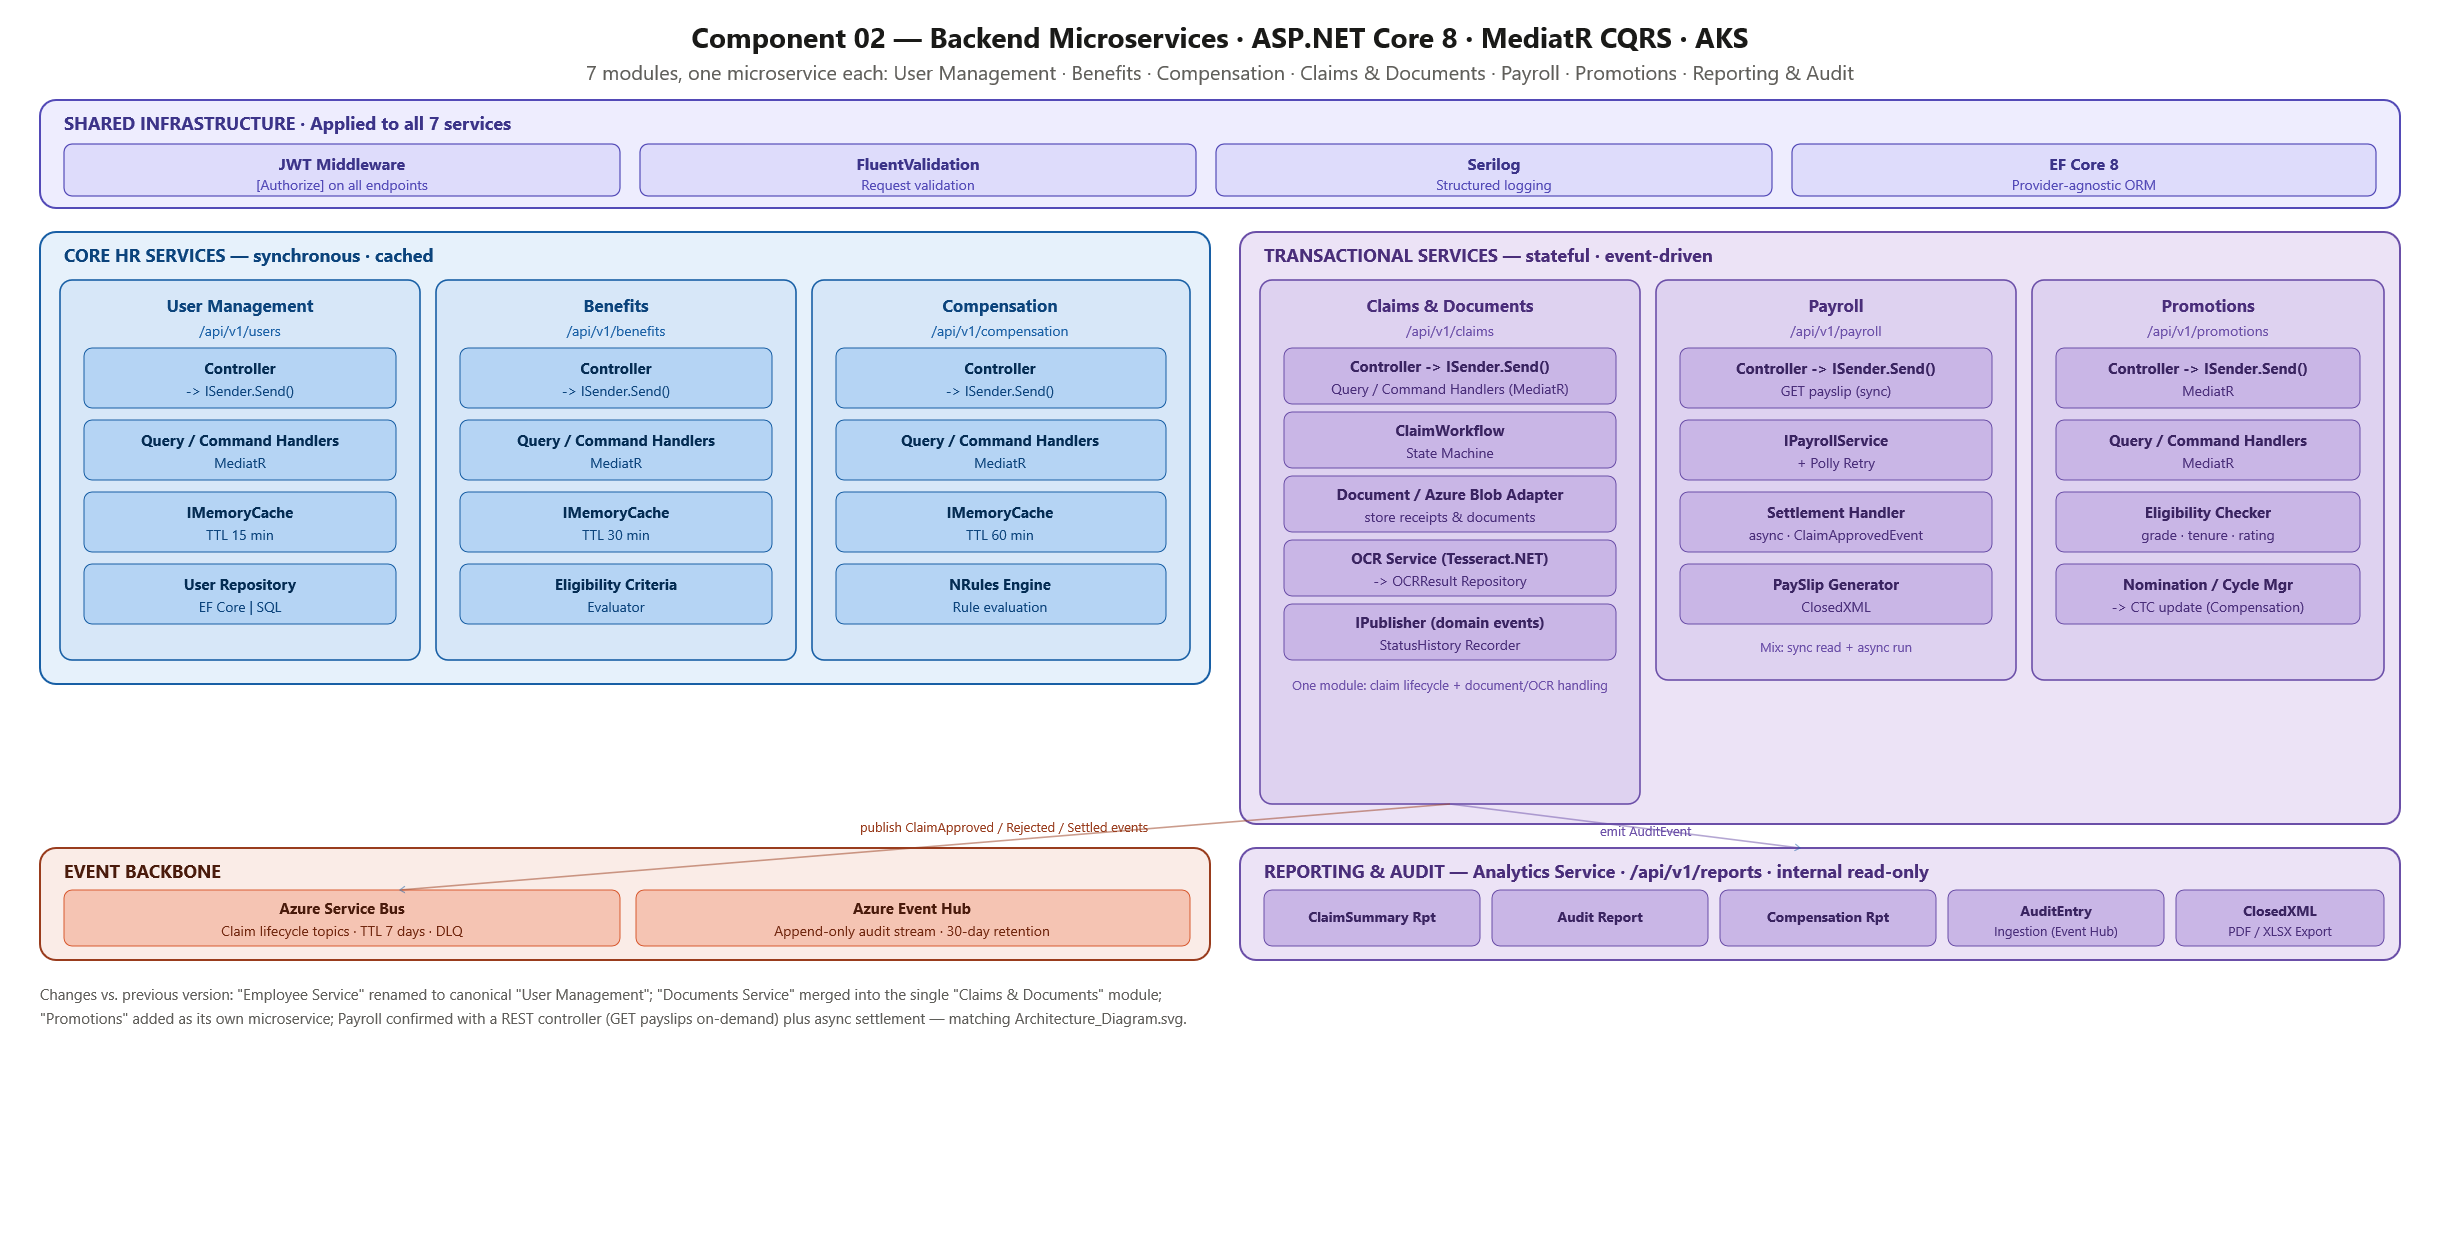 Component 02 — Backend Microservices · ASP.NET Core 8 · MediatR CQRS · AKS
7 modules, one microservice each: User Management · Benefits · Compensation · Claims & Documents · Payroll · Promotions · Reporting & Audit
SHARED INFRASTRUCTURE · Applied to all 7 services
JWT Middleware
[Authorize] on all endpoints
FluentValidation
Request validation
Serilog
Structured logging
EF Core 8
Provider-agnostic ORM
CORE HR SERVICES — synchronous · cached
User Management
/api/v1/users
Controller
-> ISender.Send()
Query / Command Handlers
MediatR
IMemoryCache
TTL 15 min
User Repository
EF Core | SQL
Benefits
/api/v1/benefits
Controller
-> ISender.Send()
Query / Command Handlers
MediatR
IMemoryCache
TTL 30 min
Eligibility Criteria
Evaluator
Compensation
/api/v1/compensation
Controller
-> ISender.Send()
Query / Command Handlers
MediatR
IMemoryCache
TTL 60 min
NRules Engine
Rule evaluation
TRANSACTIONAL SERVICES — stateful · event-driven
Claims & Documents
/api/v1/claims
Controller -> ISender.Send()
Query / Command Handlers (MediatR)
ClaimWorkflow
State Machine
Document / Azure Blob Adapter
store receipts & documents
OCR Service (Tesseract.NET)
-> OCRResult Repository
IPublisher (domain events)
StatusHistory Recorder
One module: claim lifecycle + document/OCR handling
Payroll
/api/v1/payroll
Controller -> ISender.Send()
GET payslip (sync)
IPayrollService
+ Polly Retry
Settlement Handler
async · ClaimApprovedEvent
PaySlip Generator
ClosedXML
Mix: sync read + async run
Promotions
/api/v1/promotions
Controller -> ISender.Send()
MediatR
Query / Command Handlers
MediatR
Eligibility Checker
grade · tenure · rating
Nomination / Cycle Mgr
-> CTC update (Compensation)
publish ClaimApproved / Rejected / Settled events
emit AuditEvent
EVENT BACKBONE
Azure Service Bus
Claim lifecycle topics · TTL 7 days · DLQ
Azure Event Hub
Append-only audit stream · 30-day retention
REPORTING & AUDIT — Analytics Service · /api/v1/reports · internal read-only
ClaimSummary Rpt
Audit Report
Compensation Rpt
AuditEntry
Ingestion (Event Hub)
ClosedXML
PDF / XLSX Export
Changes vs. previous version: "Employee Service" renamed to canonical "User Management"; "Documents Service" merged into the single "Claims & Documents" module;
"Promotions" added as its own microservice; Payroll confirmed with a REST controller (GET payslips on-demand) plus async settlement — matching Architecture_Diagram.svg.